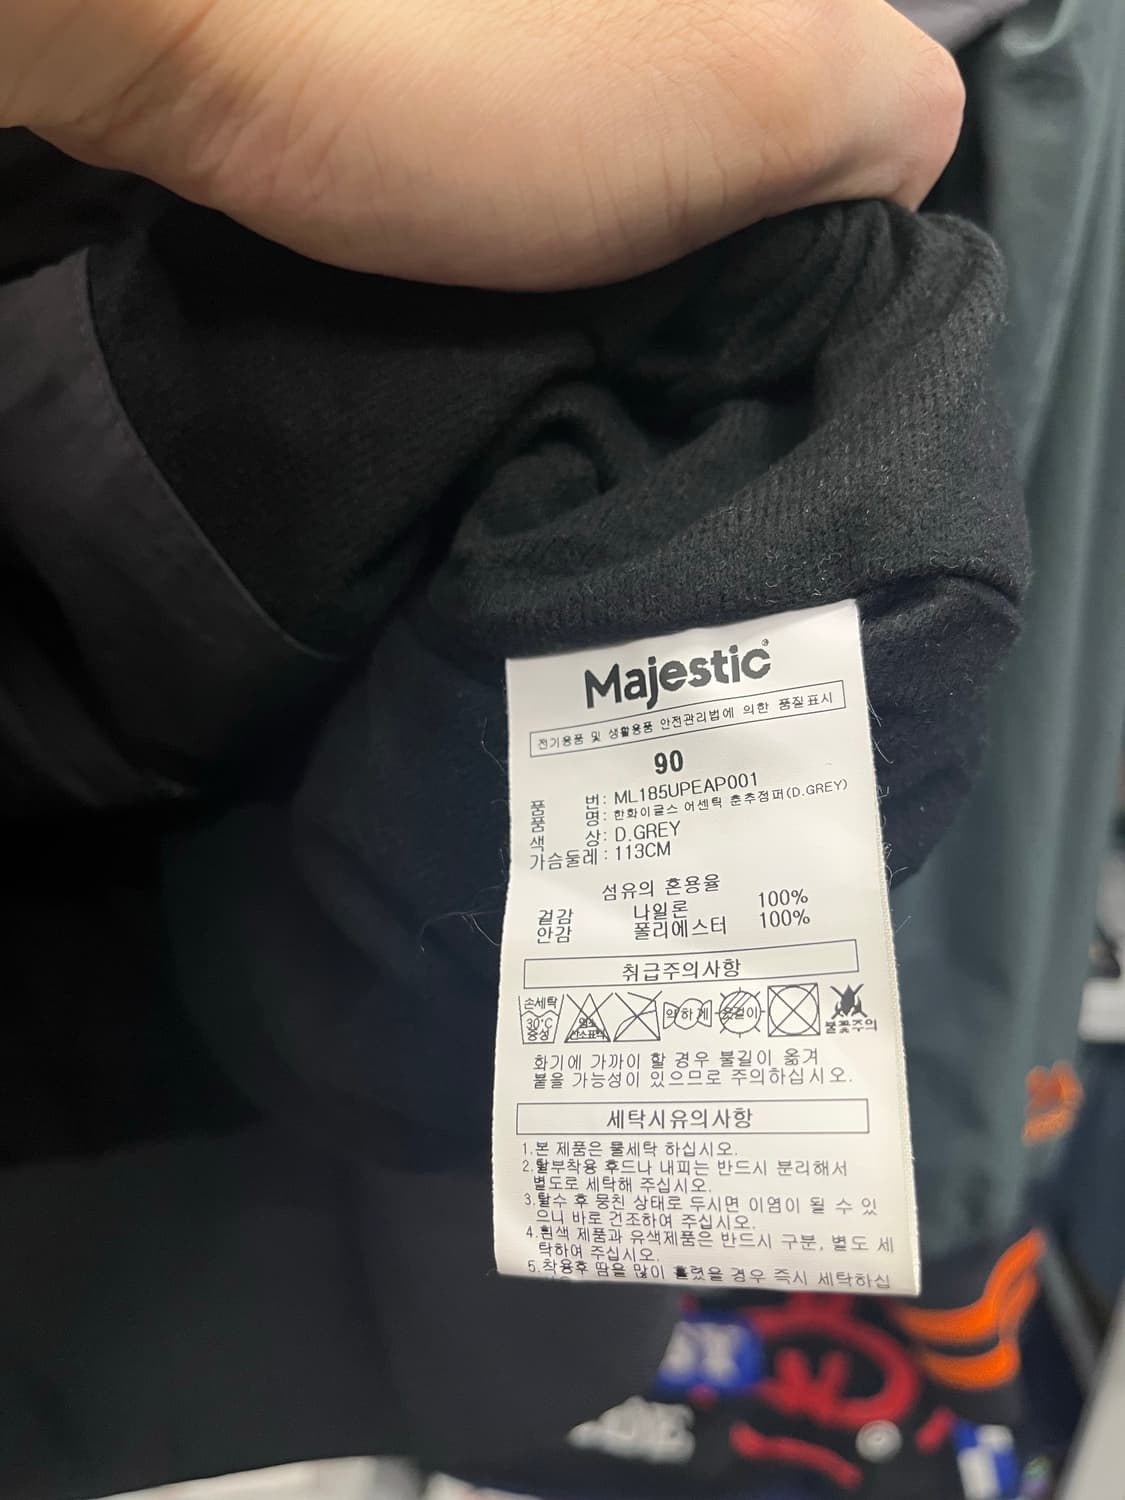 Majestic®
전기용품 및 생활용품 안전관리법에 의한 품질표시
90
품 번: ML185UPEAP001
품 명: 한화이글스 어센틱 춘추점퍼(D.GREY)
색 상: D.GREY
가슴둘레: 113CM
섬유의 혼용율
겉감 나일론 100%
안감 폴리에스터 100%
취급주의사항
손세탁 30°C 중성
염소 산소표백
약하게
옷걸이
불꽃주의
화기에 가까이 할 경우 불길이 옮겨
붙을 가능성이 있으므로 주의하십시오.
세탁시유의사항
1.본 제품은 물세탁 하십시오.
2.탈부착용 후드나 내피는 반드시 분리해서
별도로 세탁해 주십시오.
3.탈수 후 뭉친 상태로 두시면 이염이 될 수 있
으니 바로 건조하여 주십시오.
4.흰색 제품과 유색제품은 반드시 구분, 별도 세
탁하여 주십시오.
5.착용후 땀을 많이 흘렸을 경우 즉시 세탁하십